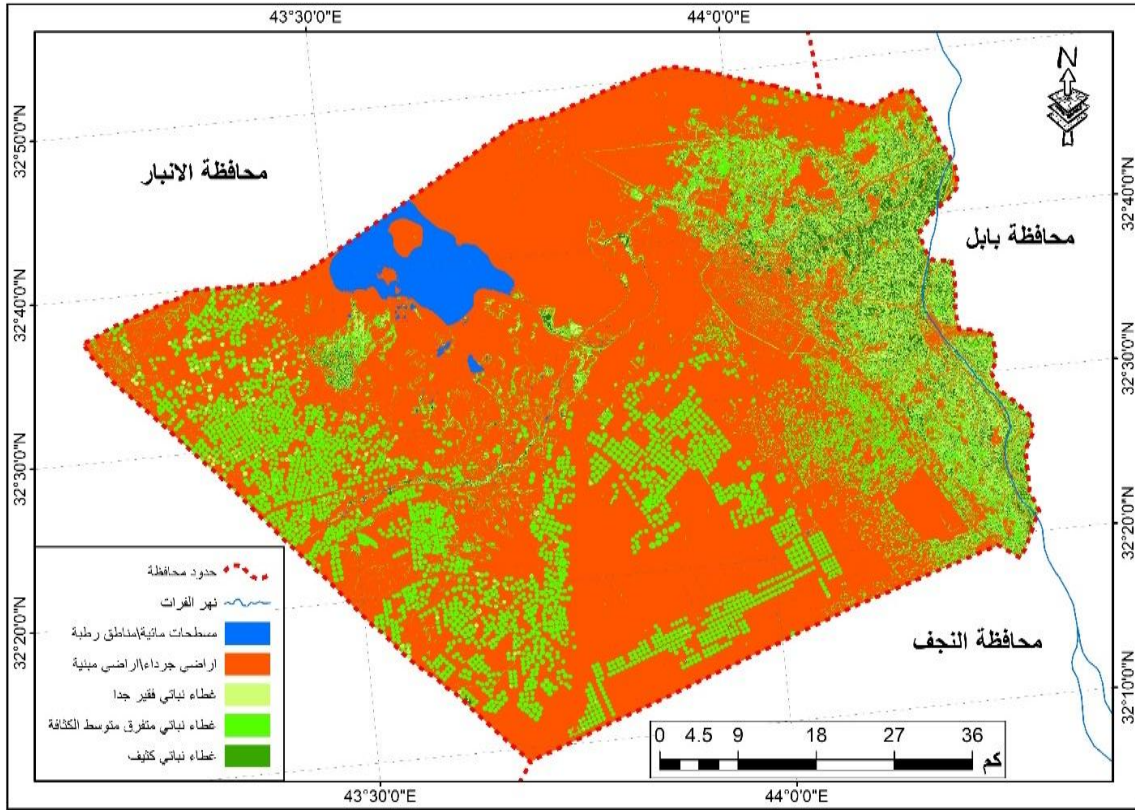 43°30'0"E
44°0'0"E
N
32°50'0"N
32°40'0"N
32°30'0"N
32°20'0"N
32°40'0"N
32°30'0"N
32°20'0"N
32°10'0"N
محافظة الانبار
محافظة بابل
محافظة النجف
حدود محافظة
نهر الفرات
مسطحات مائية\مناطق رطبة
اراضي جرداء\اراضي مبنية
غطاء نباتي فقير جدا
غطاء نباتي متفرق متوسط الكثافة
غطاء نباتي كثيف
0 4.5 9 18 27 36
كم
43°30'0"E
44°0'0"E